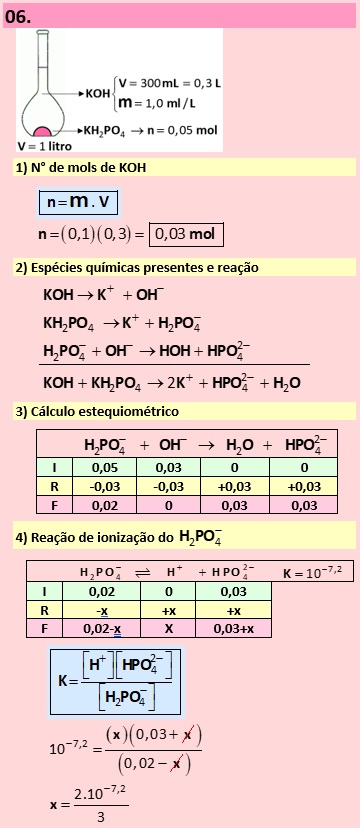 06.
KOH { V = 300 mL = 0,3 L
m = 1,0 ml / L
KH₂PO₄ → n = 0,05 mol
V = 1 litro
1) N° de mols de KOH
n = m . V
n = (0,1)(0,3) = 0,03 mol
2) Espécies químicas presentes e reação
KOH → K⁺ + OH⁻
KH₂PO₄ → K⁺ + H₂PO₄⁻
H₂PO₄⁻ + OH⁻ → HOH + HPO₄²⁻
KOH + KH₂PO₄ → 2K⁺ + HPO₄²⁻ + H₂O
3) Cálculo estequiométrico
H₂PO₄⁻ + OH⁻ → H₂O + HPO₄²⁻
I 0,05 0,03 0 0
R -0,03 -0,03 +0,03 +0,03
F 0,02 0 0,03 0,03
4) Reação de ionização do H₂PO₄⁻
H₂PO₄⁻ ⇌ H⁺ + HPO₄²⁻ K = 10⁻⁷,²
I 0,02 0 0,03
R -x +x +x
F 0,02-x X 0,03+x
K = [H⁺][HPO₄²⁻] / [H₂PO₄⁻]
10⁻⁷,² = (x)(0,03 + x) / (0,02 − x)
x = 2.10⁻⁷,² / 3